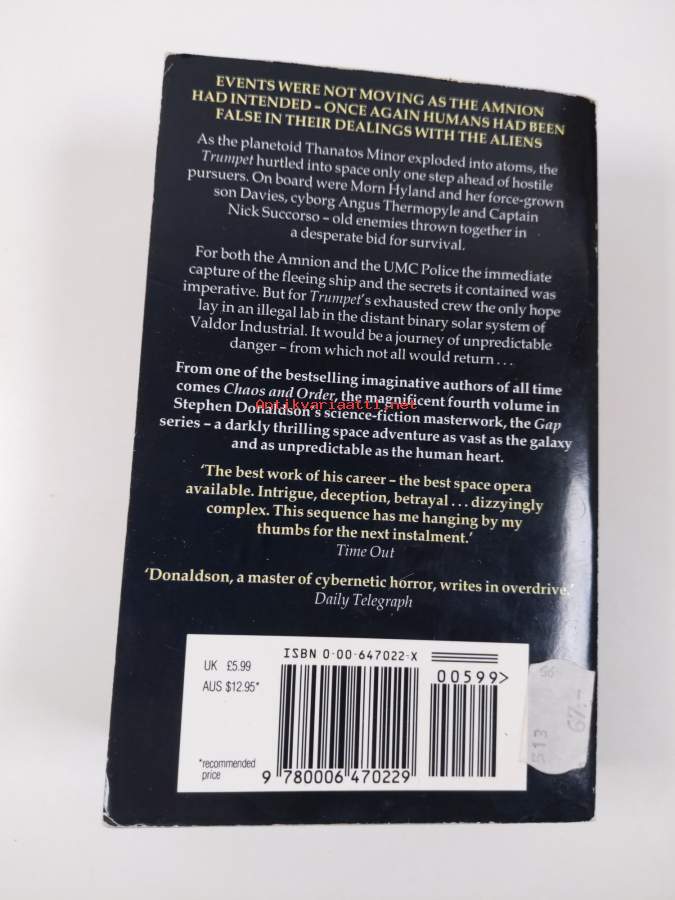 EVENTS WERE NOT MOVING AS THE AMNION
HAD INTENDED – ONCE AGAIN HUMANS HAD BEEN
FALSE IN THEIR DEALINGS WITH THE ALIENS
As the planetoid Thanatos Minor exploded into atoms, the
Trumpet hurtled into space only one step ahead of hostile
pursuers. On board were Morn Hyland and her force-grown
son Davies, cyborg Angus Thermopyle and Captain
Nick Succorso – old enemies thrown together in
a desperate bid for survival.
For both the Amnion and the UMC Police the immediate
capture of the fleeing ship and the secrets it contained was
imperative. But for Trumpet's exhausted crew the only hope
lay in an illegal lab in the distant binary solar system of
Valdor Industrial. It would be a journey of unpredictable
danger – from which not all would return . . .
From one of the bestselling imaginative authors of all time
comes Chaos and Order, the magnificent fourth volume in
Antikvariaatti.net
Stephen Donaldson's science-fiction masterwork, the Gap
series – a darkly thrilling space adventure as vast as the galaxy
and as unpredictable as the human heart.
'The best work of his career – the best space opera
available. Intrigue, deception, betrayal . . . dizzyingly
complex. This sequence has me hanging by my
thumbs for the next instalment.'
Time Out
'Donaldson, a master of cybernetic horror, writes in overdrive.'
Daily Telegraph
ISBN 0-00-647022-X
UK £5.99
AUS $12.95*
*recommended
price
00599>
9 780006 470229
513
67.-